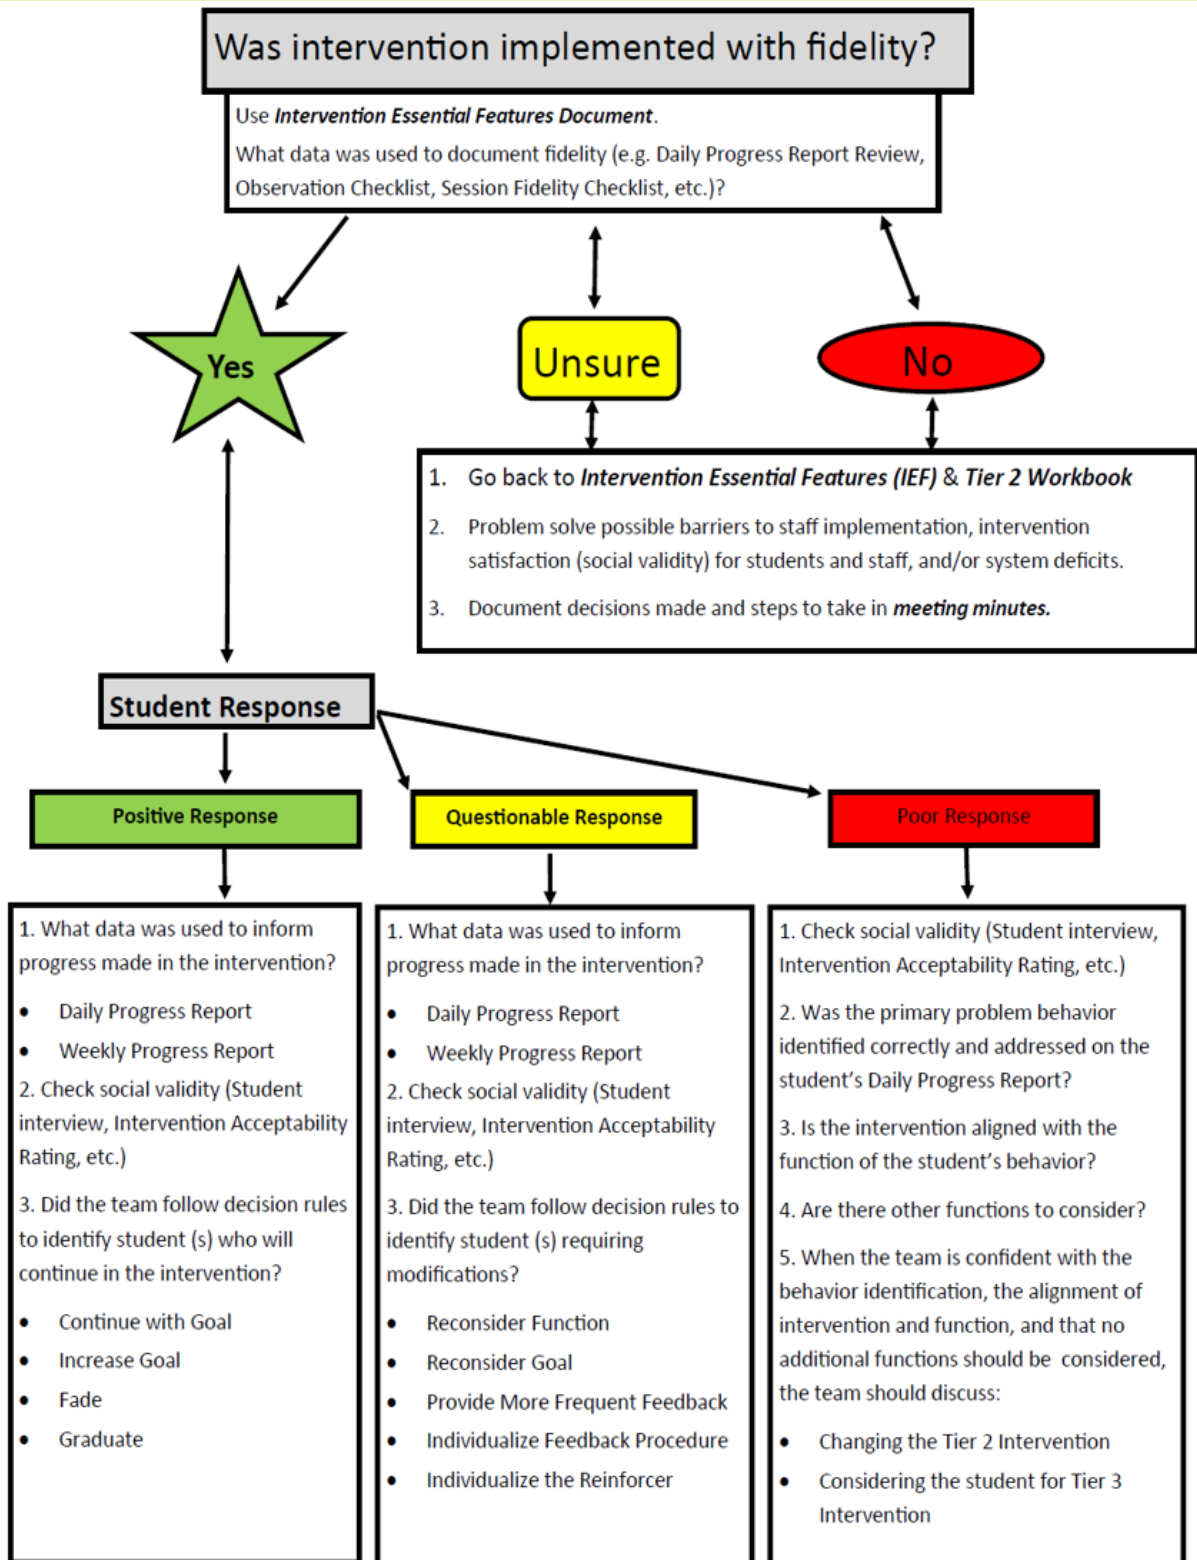 Was intervention implemented with fidelity?
Use Intervention Essential Features Document.
What data was used to document fidelity (e.g. Daily Progress Report Review,
Observation Checklist, Session Fidelity Checklist, etc.)?
Yes
Unsure
No
1. Go back to Intervention Essential Features (IEF) & Tier 2 Workbook
2. Problem solve possible barriers to staff implementation, intervention
satisfaction (social validity) for students and staff, and/or system deficits.
3. Document decisions made and steps to take in meeting minutes.
Student Response
Positive Response
1. What data was used to inform
progress made in the intervention?
• Daily Progress Report
• Weekly Progress Report
2. Check social validity (Student
interview, Intervention Acceptability
Rating, etc.)
3. Did the team follow decision rules
to identify student (s) who will
continue in the intervention?
• Continue with Goal
• Increase Goal
• Fade
• Graduate
Questionable Response
1. What data was used to inform
progress made in the intervention?
• Daily Progress Report
• Weekly Progress Report
2. Check social validity (Student
interview, Intervention Acceptability
Rating, etc.)
3. Did the team follow decision rules to
identify student (s) requiring
modifications?
• Reconsider Function
• Reconsider Goal
• Provide More Frequent Feedback
• Individualize Feedback Procedure
• Individualize the Reinforcer
Poor Response
1. Check social validity (Student interview,
Intervention Acceptability Rating, etc.)
2. Was the primary problem behavior
identified correctly and addressed on the
student's Daily Progress Report?
3. Is the intervention aligned with the
function of the student's behavior?
4. Are there other functions to consider?
5. When the team is confident with the
behavior identification, the alignment of
intervention and function, and that no
additional functions should be considered,
the team should discuss:
• Changing the Tier 2 Intervention
• Considering the student for Tier 3
Intervention